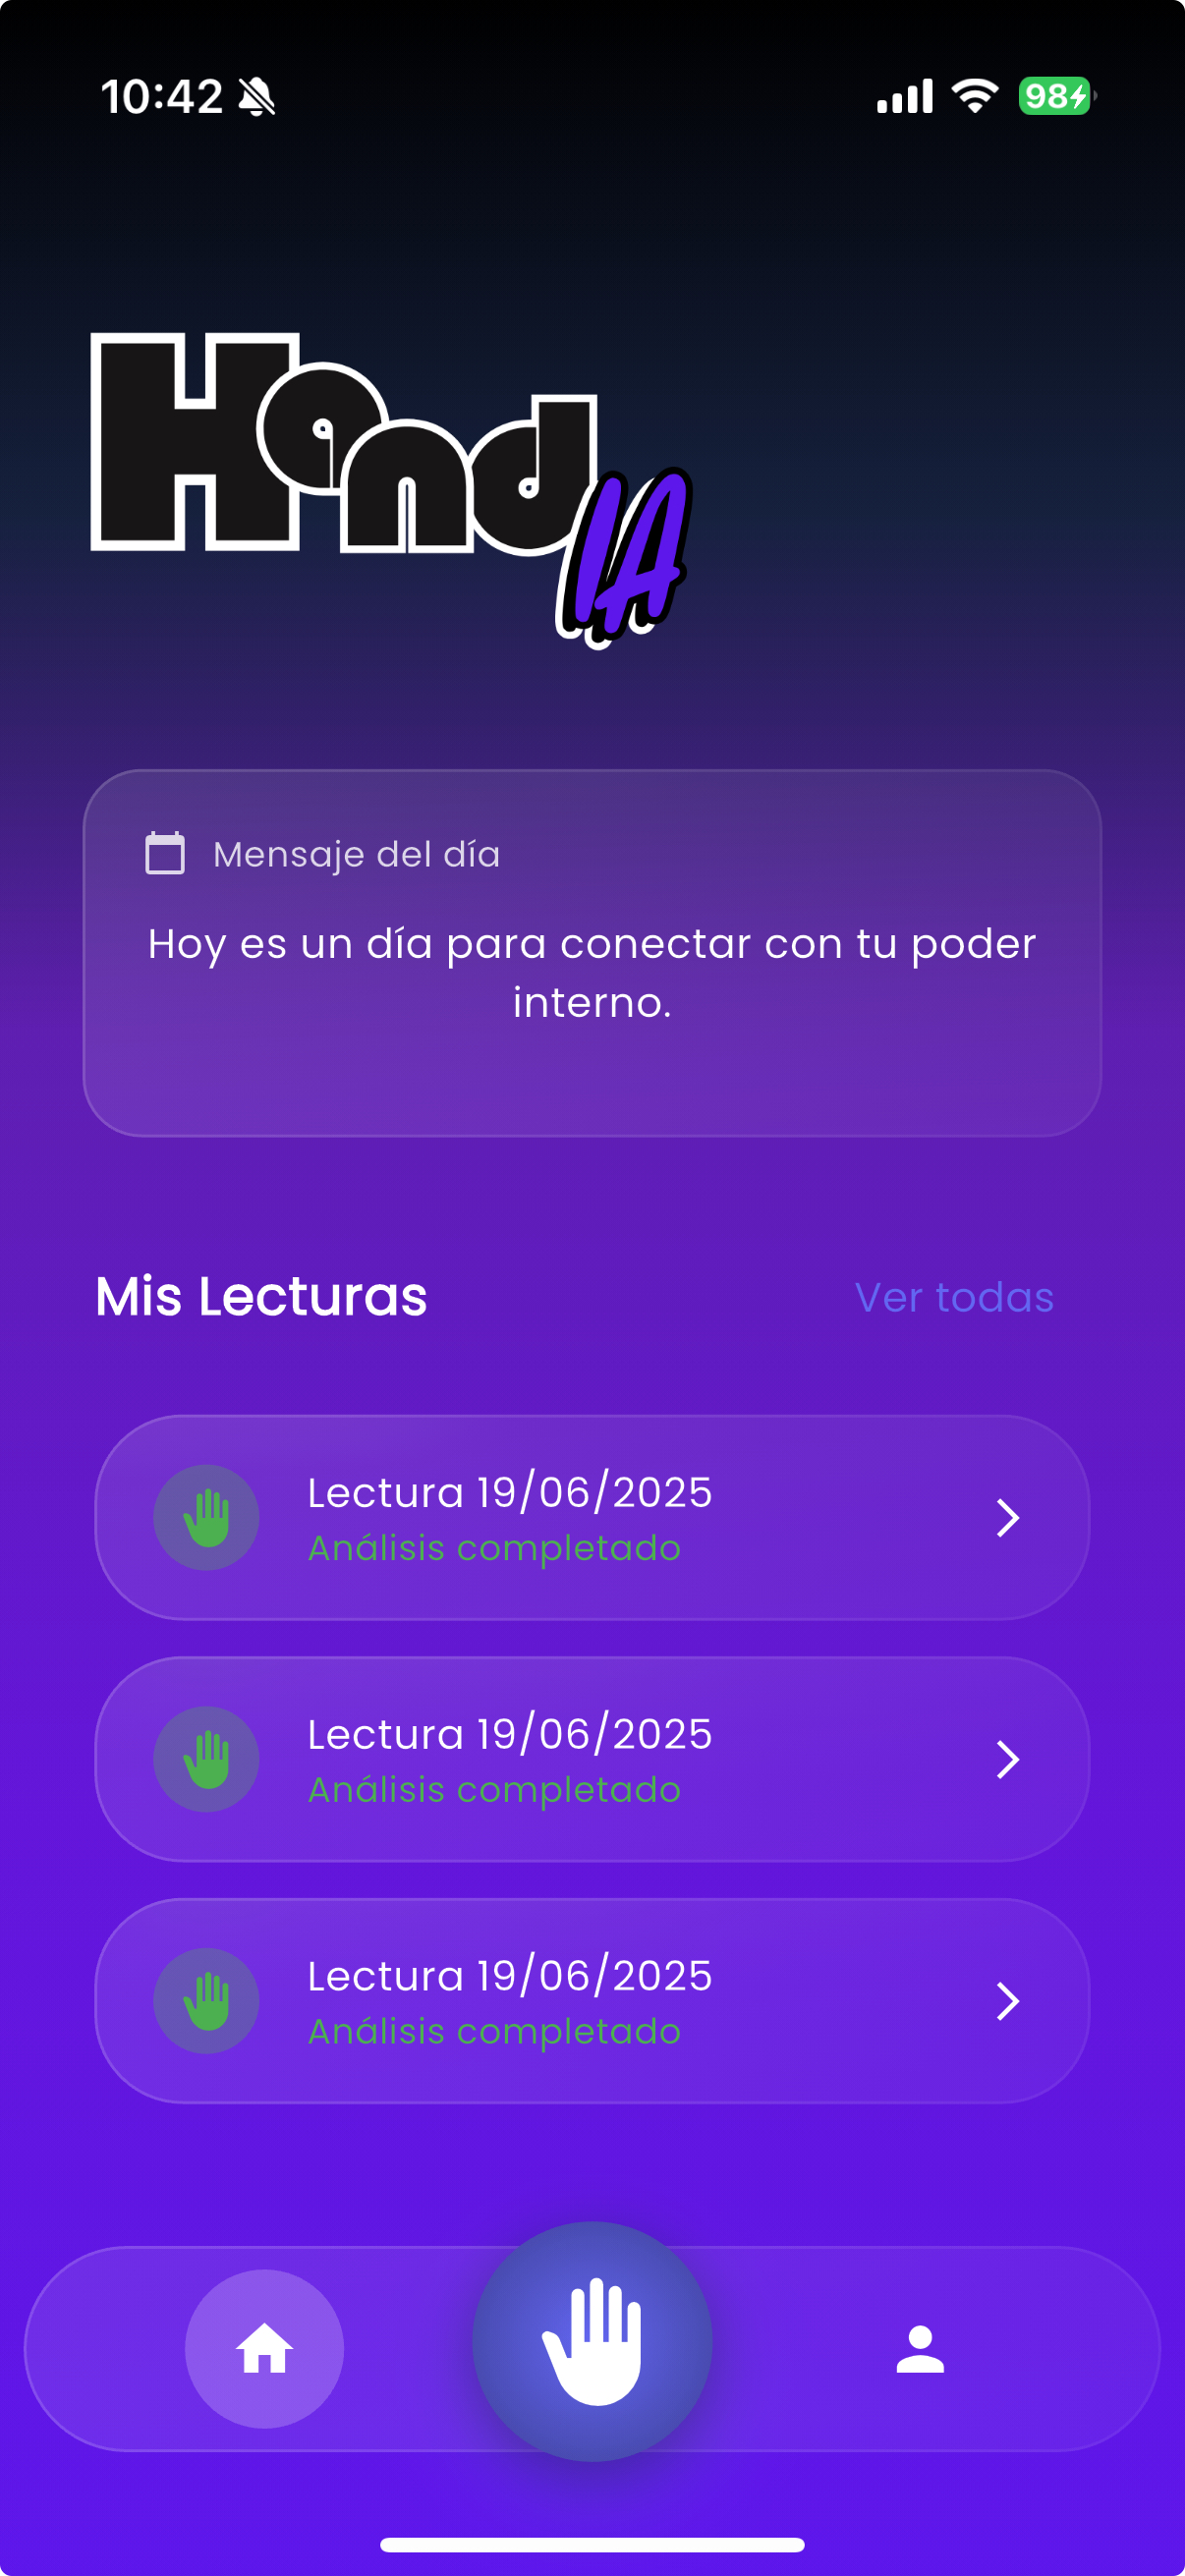 10:42
98
Hand
IA
Mensaje del día
Hoy es un día para conectar con tu poder
interno.
Mis Lecturas
Ver todas
Lectura 19/06/2025
Análisis completado
Lectura 19/06/2025
Análisis completado
Lectura 19/06/2025
Análisis completado